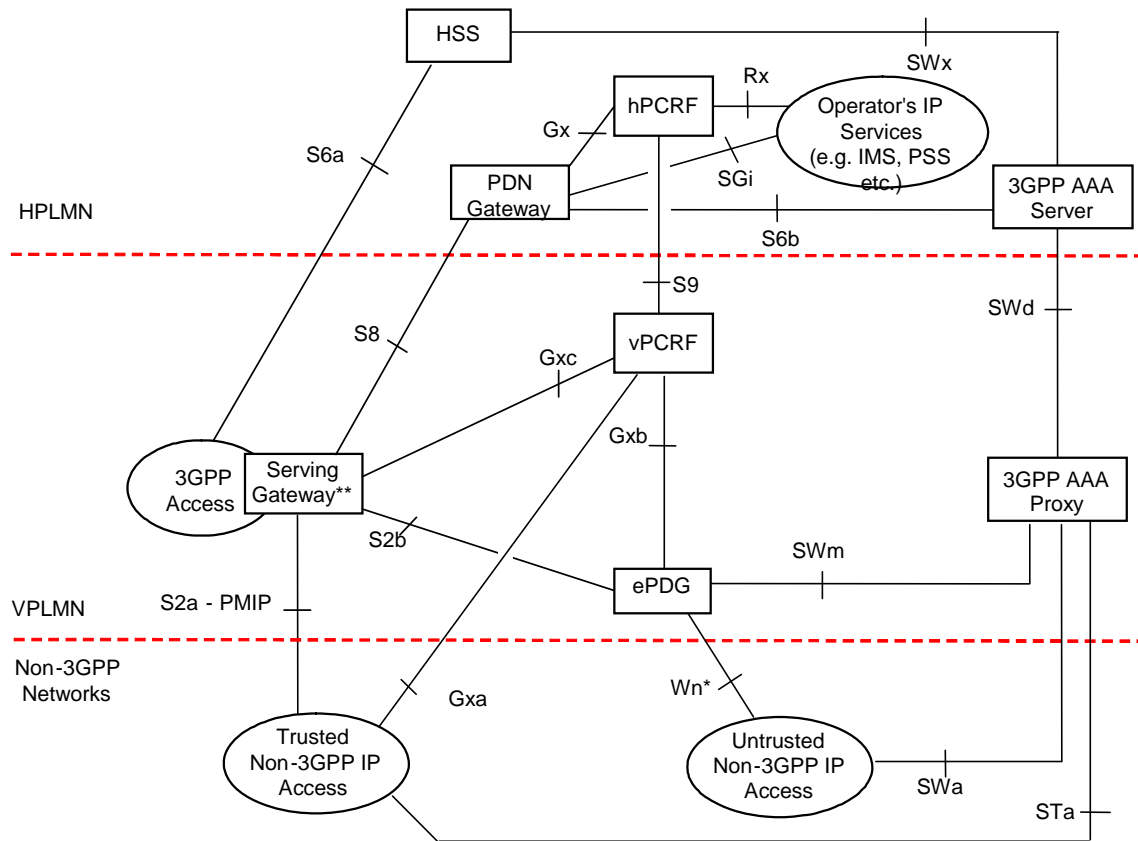 HSS
SWx
Rx
hPCRF
Operator's IP
Services
(e.g. IMS, PSS
etc.)
Gx
S6a
SGi
PDN
Gateway
3GPP AAA
Server
HPLMN
S6b
S9
SWd
S8
vPCRF
Gxc
Gxb
3GPP
Access
Serving
Gateway**
3GPP AAA
Proxy
S2b
SWm
ePDG
S2a - PMIP
VPLMN
Non-3GPP
Networks
Wn*
Gxa
Trusted
Non-3GPP IP
Access
Untrusted
Non-3GPP IP
Access
SWa
STa